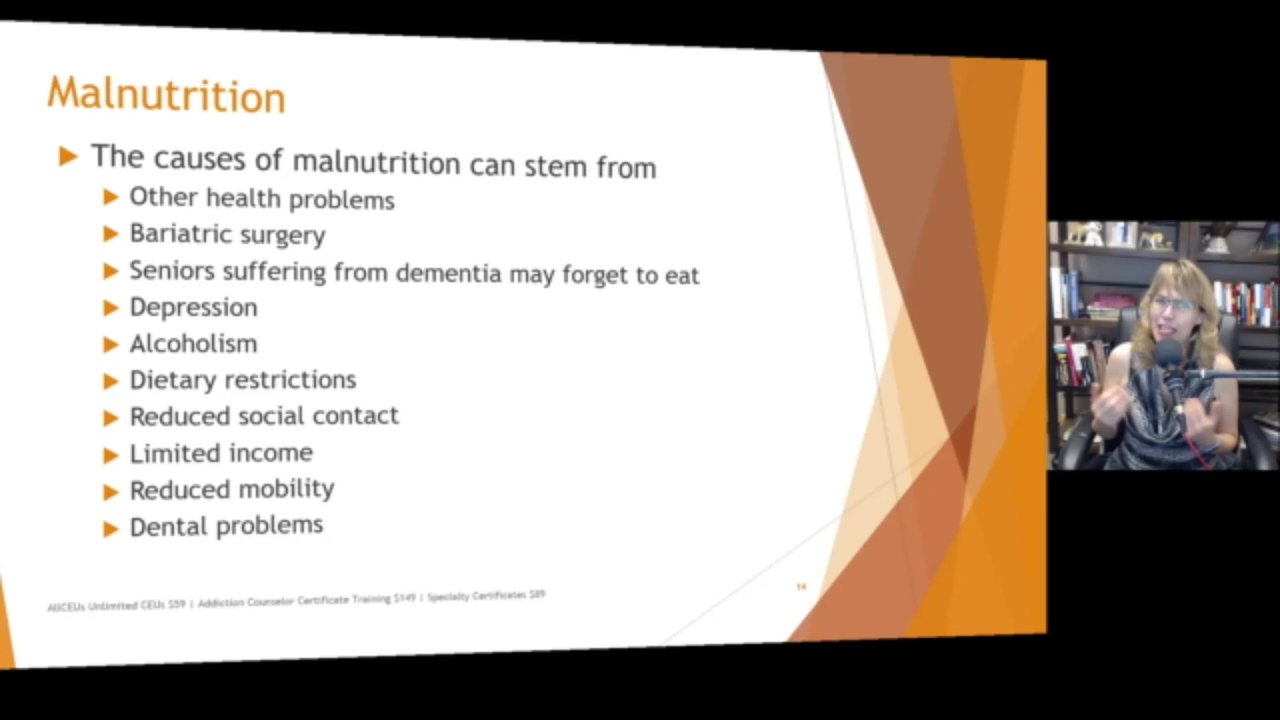 Malnutrition
The causes of malnutrition can stem from
Other health problems
Bariatric surgery
Seniors suffering from dementia may forget to eat
Depression
Alcoholism
Dietary restrictions
Reduced social contact
Limited income
Reduced mobility
Dental problems
AllCEUs Unlimited CEUs $59 | Addiction Counselor Certificate Training $149 | Specialty Certificates $89
14